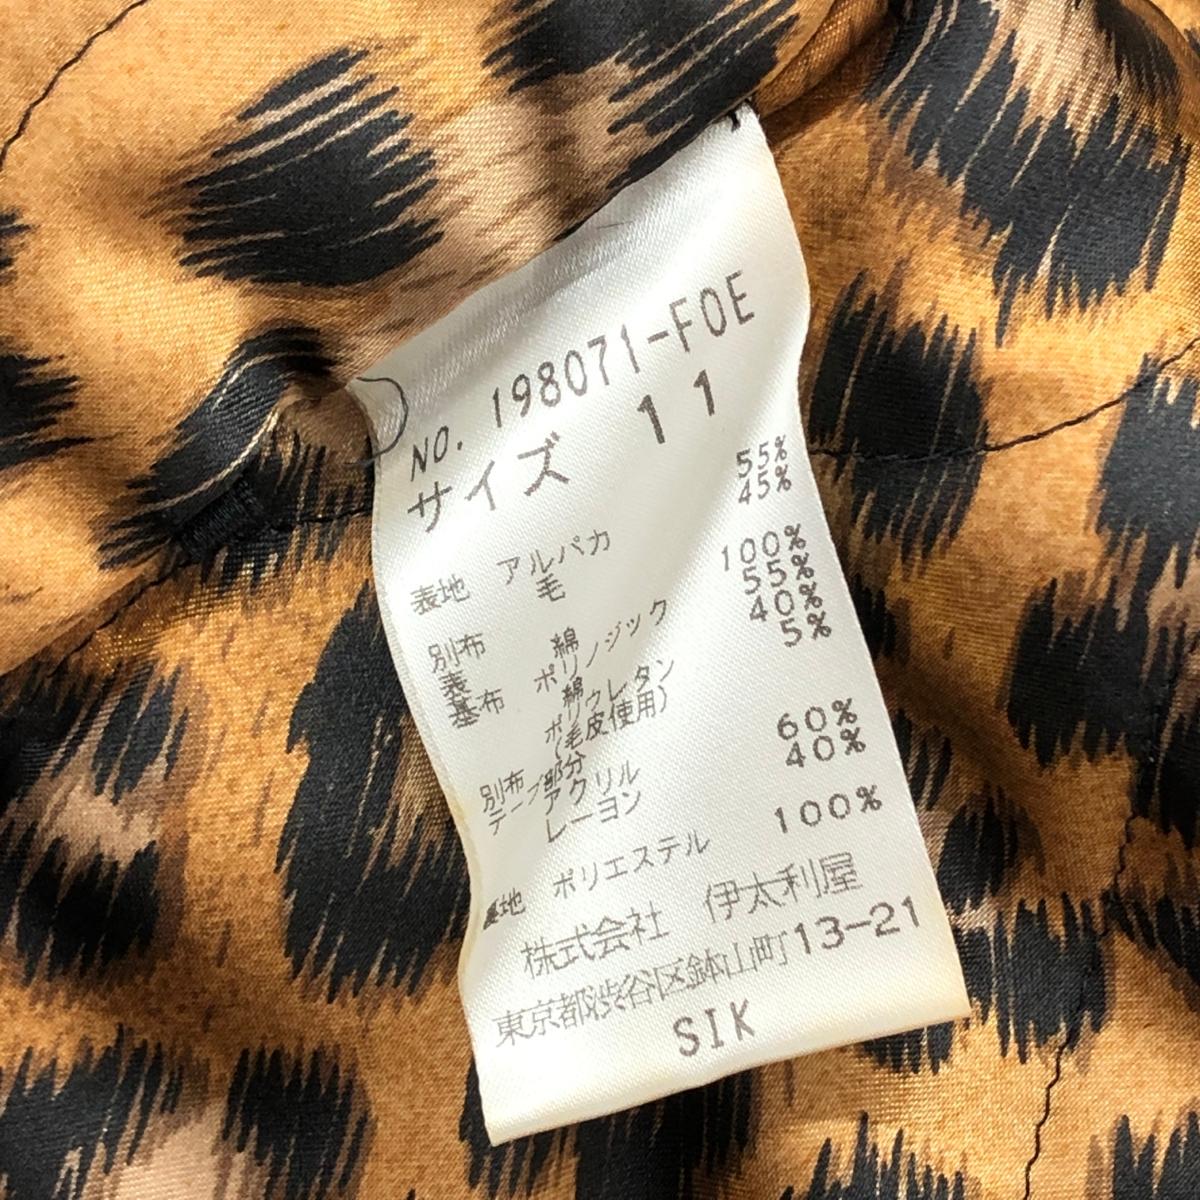 NO. 198071-FOE
サイズ 11
表地 アルパカ 55%
毛 45%
別布
表 綿 100%
基布 ポリノジック 55%
綿 40%
ポリウレタン 5%
(毛皮使用)
別布 テープ部分
アクリル 60%
レーヨン 40%
裏地 ポリエステル 100%
株式会社 伊太利屋
東京都渋谷区鉢山町13-21
SIK